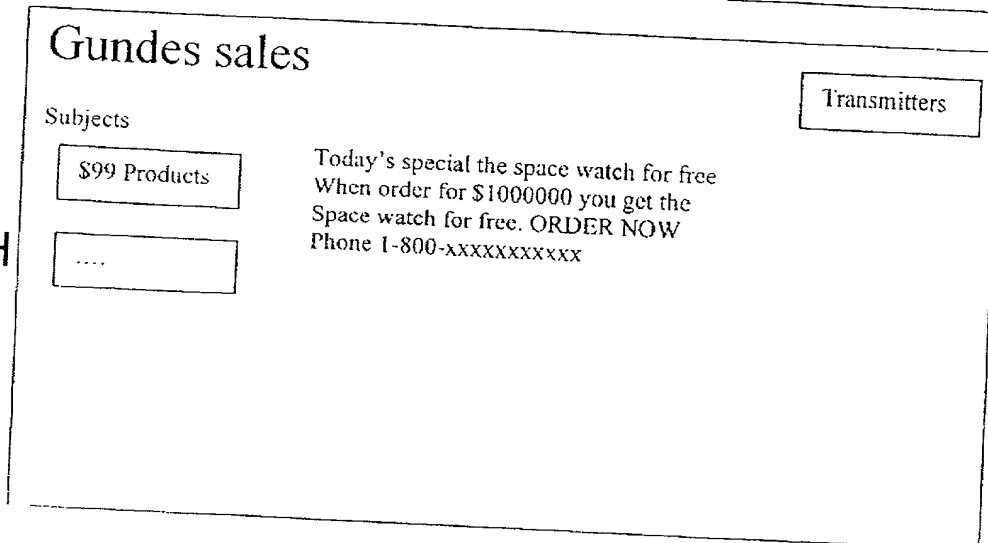 Gundes sales
Transmitters
Subjects
$99 Products
....
Today's special the space watch for free
When order for $1000000 you get the
Space watch for free. ORDER NOW
Phone 1-800-xxxxxxxxxxx